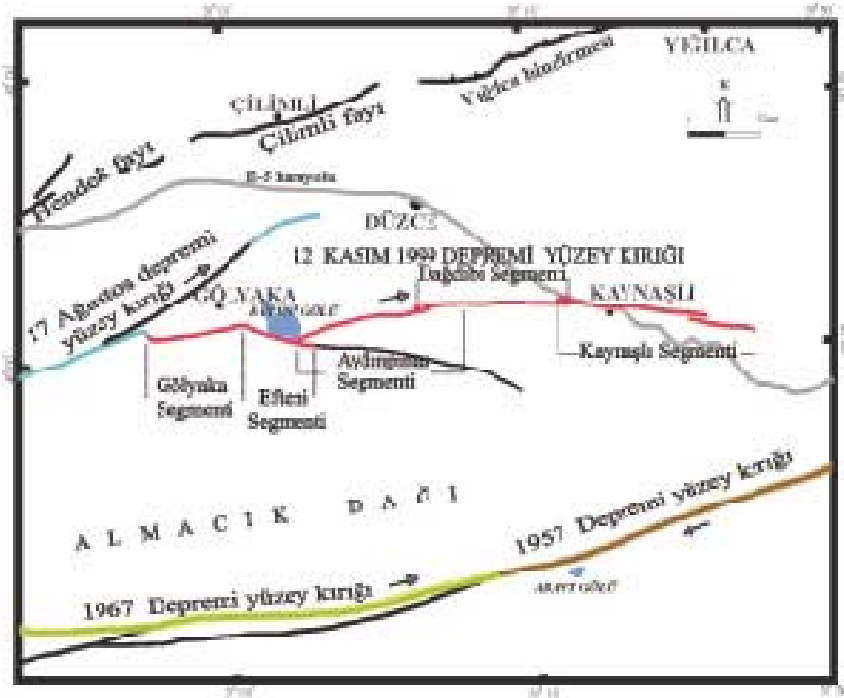 YIĞILCA
Yığılca bindirmesi
K
ÇİLİMLİ
Çilimli fayı
Hendek fayı
E-5 karayolu
DÜZCE
12 KASIM 1999 DEPREMİ YÜZEY KIRIĞI
Dağdibi Segmenti
17 Ağustos depremi
yüzey kırığı
GÖLYAKA
KAYNAŞLI
Kaynaşlı Segmenti
Segmenti
Gölyaka
Segmenti
Efteni
Segmenti
ALMACIK DAĞI
1957 Depremi yüzey kırığı
ABANT GÖLÜ
1967 Depremi yüzey kırığı